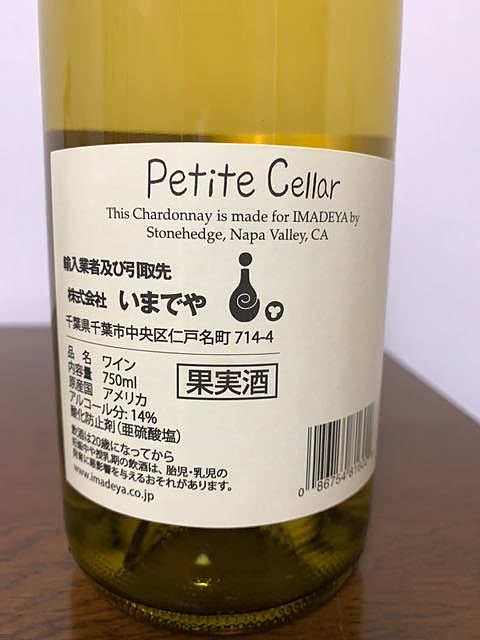 Petite Cellar
This Chardonnay is made for IMADEYA by
Stonehedge, Napa Valley, CA
輸入業者及び引取先
株式会社 いまでや
千葉県千葉市中央区仁戸名町 714-4
品 名 ワイン
内容量 750ml
原産国 アメリカ
アルコール分: 14%
酸化防止剤（亜硫酸塩）
果実酒
飲酒は20歳になってから
妊娠中や授乳期の飲酒は、胎児・乳児の
発育に悪影響を与えるおそれがあります。
www.imadeya.co.jp
0 86754 8160